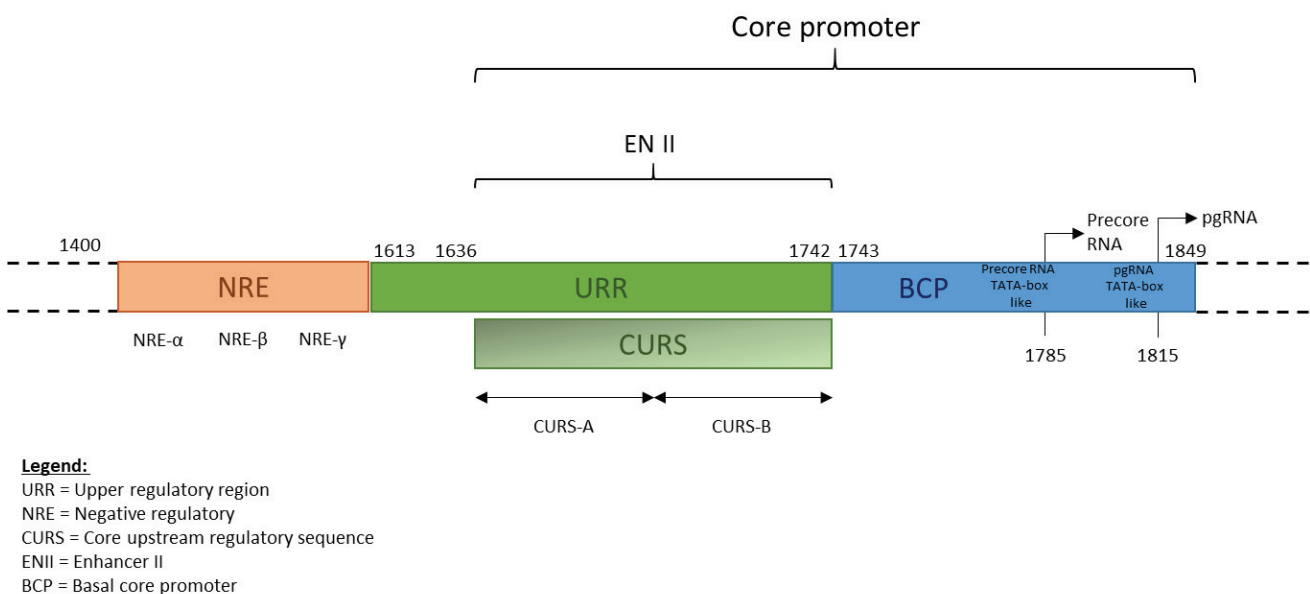 Core promoter
EN II
1400
1613
1636
1742
1743
Precore
RNA
pgRNA
1849
NRE
URR
BCP
Precore RNA
TATA-box
like
pgRNA
TATA-box
like
NRE-α
NRE-β
NRE-γ
CURS
1785
1815
CURS-A
CURS-B
Legend:
URR = Upper regulatory region
NRE = Negative regulatory
CURS = Core upstream regulatory sequence
ENII = Enhancer II
BCP = Basal core promoter